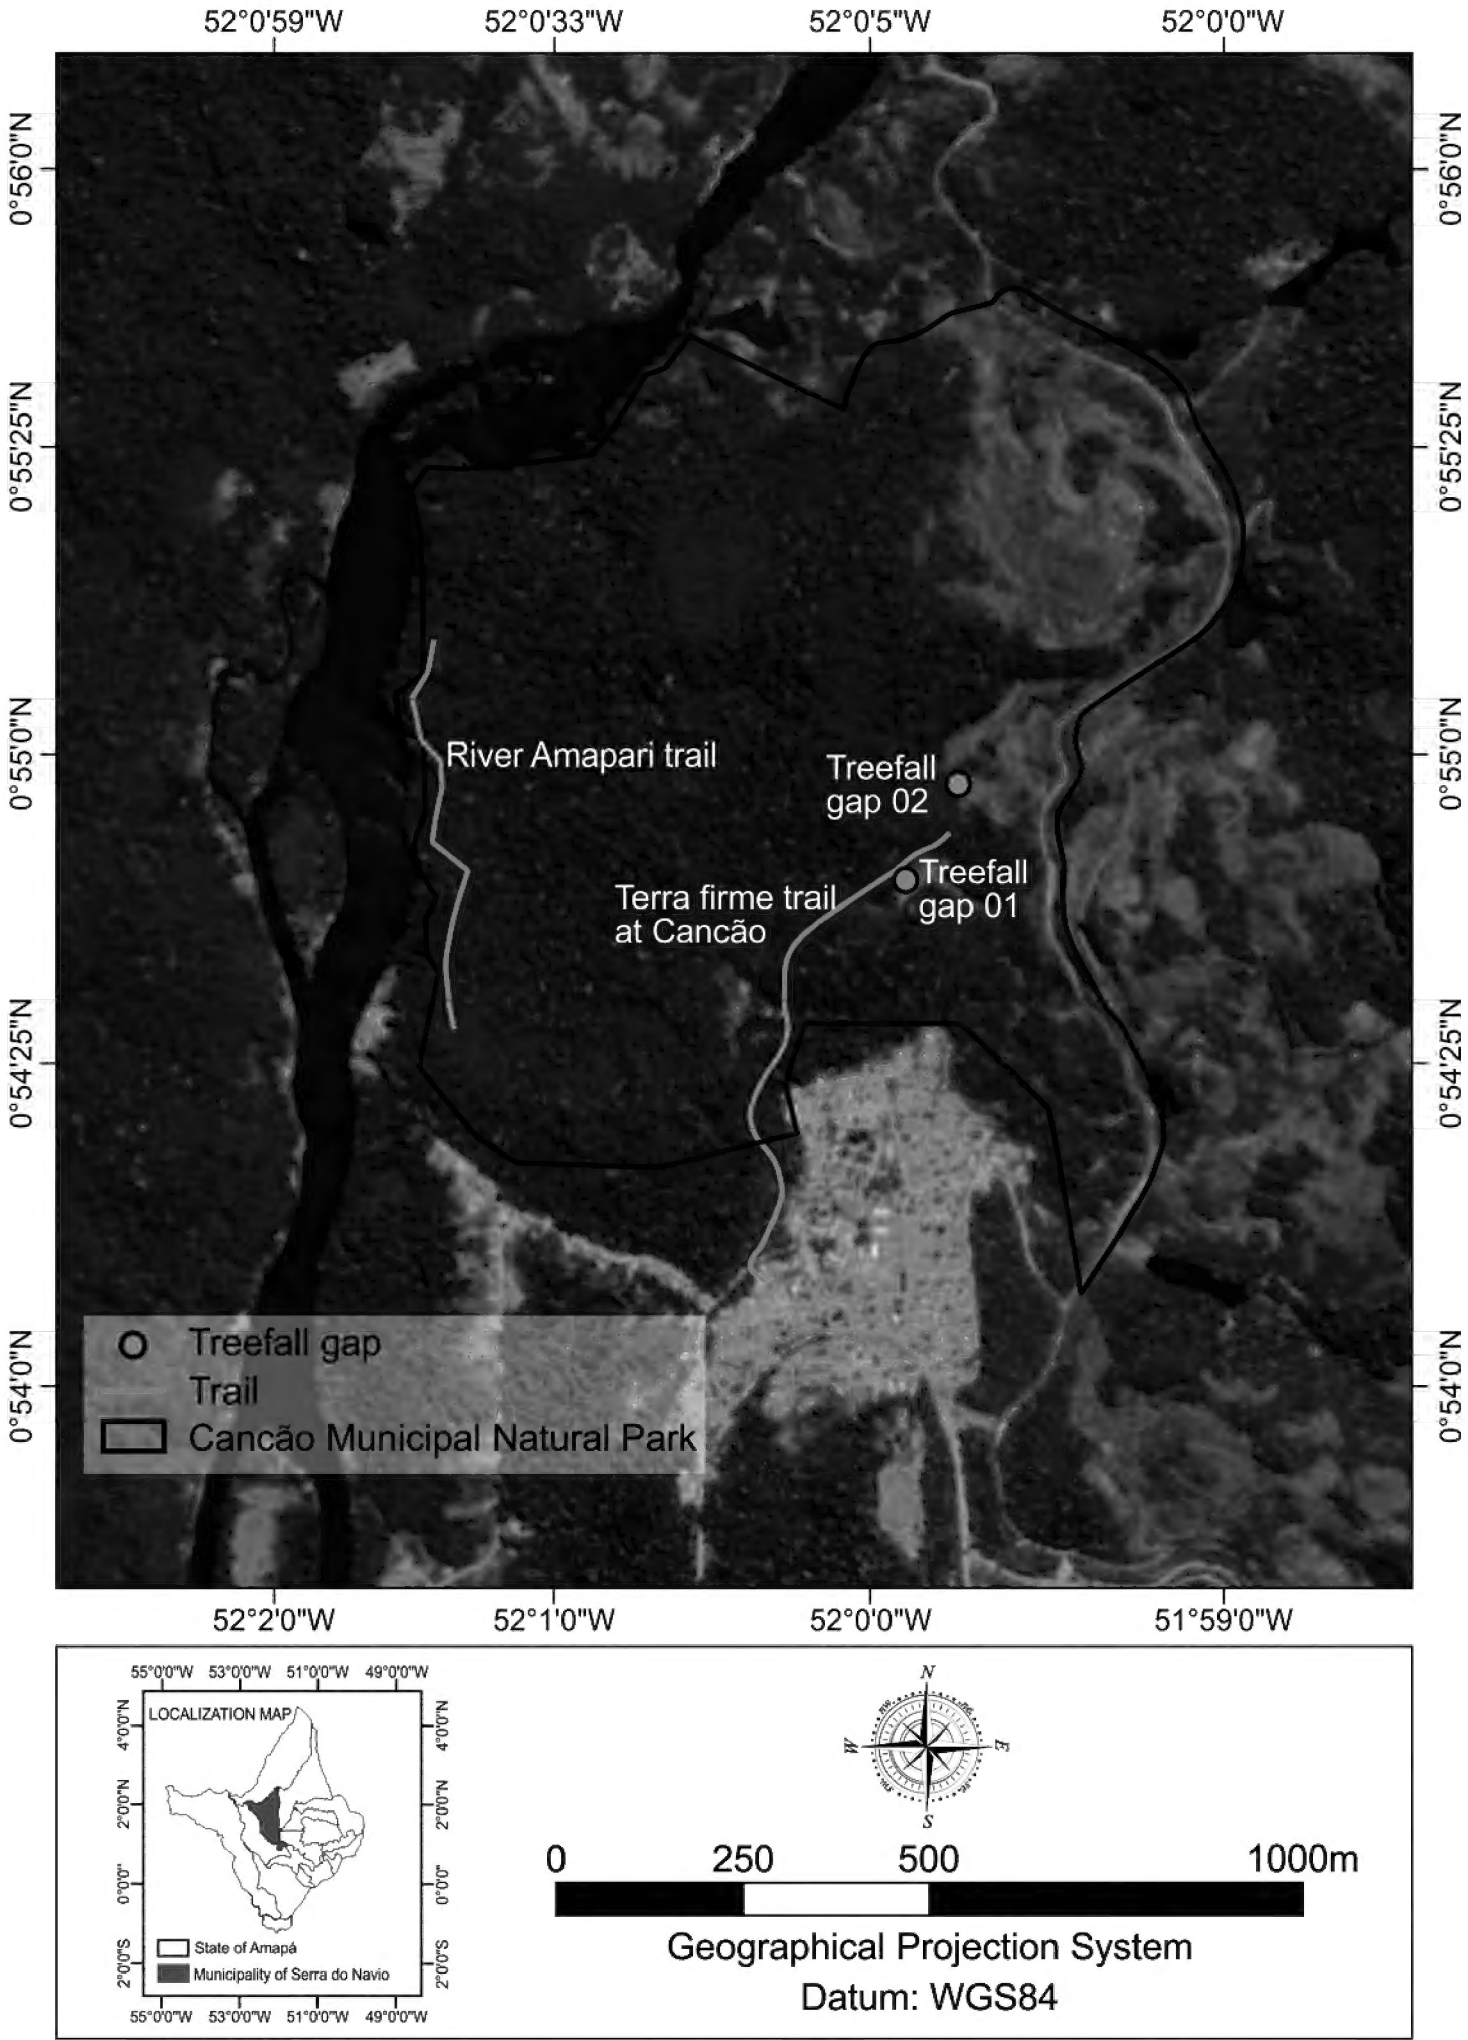 52°0'59"W 52°0'33"W 52°0'5"W 52°0'0"W
0°56'0"N 0°56'0"N
0°55'25"N 0°55'25"N
0°55'0"N 0°55'0"N
River Amapari trail
Treefall
gap 02
Treefall
gap 01
Terra firme trail
at Cancão
0°54'25"N 0°54'25"N
0°54'0"N 0°54'0"N
Treefall gap
Trail
Cancão Municipal Natural Park
52°2'0"W 52°1'0"W 52°0'0"W 51°59'0"W
55°0'0"W 53°0'0"W 51°0'0"W 49°0'0"W
LOCALIZATION MAP
4°0'0"N 4°0'0"N
2°0'0"N 2°0'0"N
0°0'0" 0°0'0"
2°0'0"S 2°0'0"S
State of Amapá
Municipality of Serra do Navio
55°0'0"W 53°0'0"W 51°0'0"W 49°0'0"W
N
W E
S
0 250 500 1000m
Geographical Projection System
Datum: WGS84